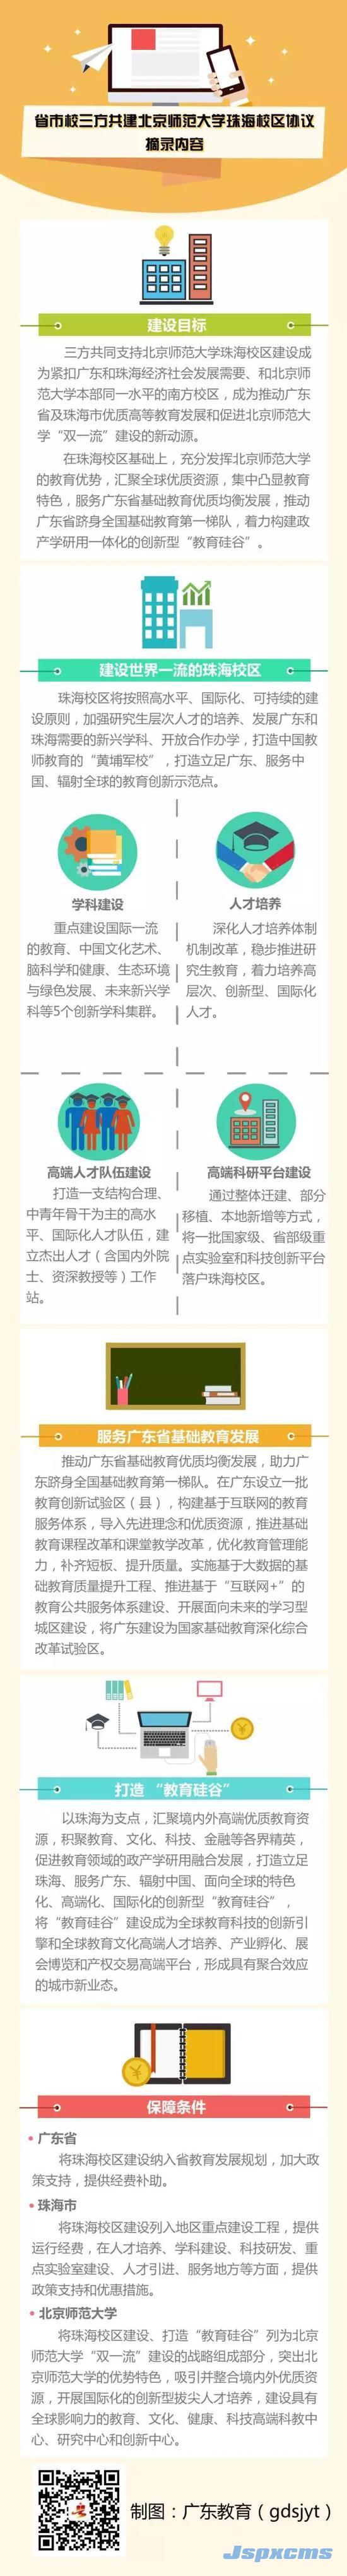 省市校三方共建北京师范大学珠海校区协议
摘录内容
建设目标
三方共同支持北京师范大学珠海校区建设成
为紧扣广东和珠海经济社会发展需要、和北京师
范大学本部同一水平的南方校区，成为推动广东
省及珠海市优质高等教育发展和促进北京师范大
学“双一流”建设的新动源。
在珠海校区基础上，充分发挥北京师范大学
的教育优势，汇聚全球优质资源，集中凸显教育
特色，服务广东省基础教育优质均衡发展，推动
广东省跻身全国基础教育第一梯队，着力构建政
产学研用一体化的创新型“教育硅谷”。
建设世界一流的珠海校区
珠海校区将按照高水平、国际化、可持续的建
设原则，加强研究生层次人才的培养、发展广东和
珠海需要的新兴学科、开放合作办学，打造中国教
师教育的“黄埔军校”，打造立足广东、服务中
国、辐射全球的教育创新示范点。
学科建设
重点建设国际一流
的教育、中国文化艺术、
脑科学和健康、生态环境
与绿色发展、未来新兴学
科等5个创新学科集群。
人才培养
深化人才培养体制
机制改革，稳步推进研
究生教育，着力培养高
层次、创新型、国际化
人才。
高端人才队伍建设
打造一支结构合理、
中青年骨干为主的高水
平、国际化人才队伍，建
立杰出人才（含国内外院
士、资深教授等）工作
站。
高端科研平台建设
通过整体迁建、部分
移植、本地新增等方式，
将一批国家级、省部级重
点实验室和科技创新平台
落户珠海校区。
服务广东省基础教育发展
推动广东省基础教育优质均衡发展，助力广
东跻身全国基础教育第一梯队。在广东设立一批
教育创新试验区（县），构建基于互联网的教育
服务体系，导入先进理念和优质资源，推进基础
教育课程改革和课堂教学改革，优化教育管理能
力，补齐短板、提升质量。实施基于大数据的基
础教育质量提升工程、推进基于“互联网+”的
教育公共服务体系建设、开展面向未来的学习型
城区建设，将广东建设为国家基础教育深化综合
改革试验区。
打造 “教育硅谷”
以珠海为支点，汇聚境内外高端优质教育资
源，积聚教育、文化、科技、金融等各界精英，
促进教育领域的政产学研用融合发展，打造立足
珠海、服务广东、辐射中国、面向全球的特色
化、高端化、国际化的创新型“教育硅谷”，
将“教育硅谷”建设成为全球教育科技的创新引
擎和全球教育文化高端人才培养、产业孵化、展
会博览和产权交易高端平台，形成具有聚合效应
的城市新业态。
保障条件
• 广东省
将珠海校区建设纳入省教育发展规划，加大政
策支持，提供经费补助。
• 珠海市
将珠海校区建设列入地区重点建设工程，提供
运行经费，在人才培养、学科建设、科技研发、重
点实验室建设、人才引进、服务地方等方面，提供
政策支持和优惠措施。
• 北京师范大学
将珠海校区建设、打造“教育硅谷”列为北京
师范大学“双一流”建设的战略组成部分，突出北
京师范大学的优势特色，吸引并整合境内外优质资
源，开展国际化的创新型拔尖人才培养，建设具有
全球影响力的教育、文化、健康、科技高端科教中
心、研究中心和创新中心。
制图：广东教育（gdsjyt）
Jspxcms